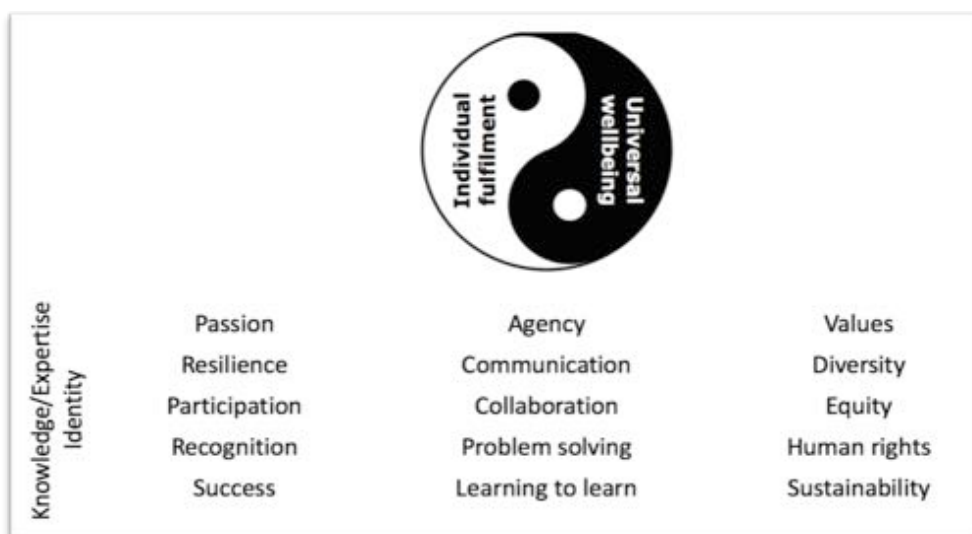 Individual
fulfilment
Universal
wellbeing
Knowledge/Expertise
Identity
Passion
Agency
Values
Resilience
Communication
Diversity
Participation
Collaboration
Equity
Recognition
Problem solving
Human rights
Success
Learning to learn
Sustainability